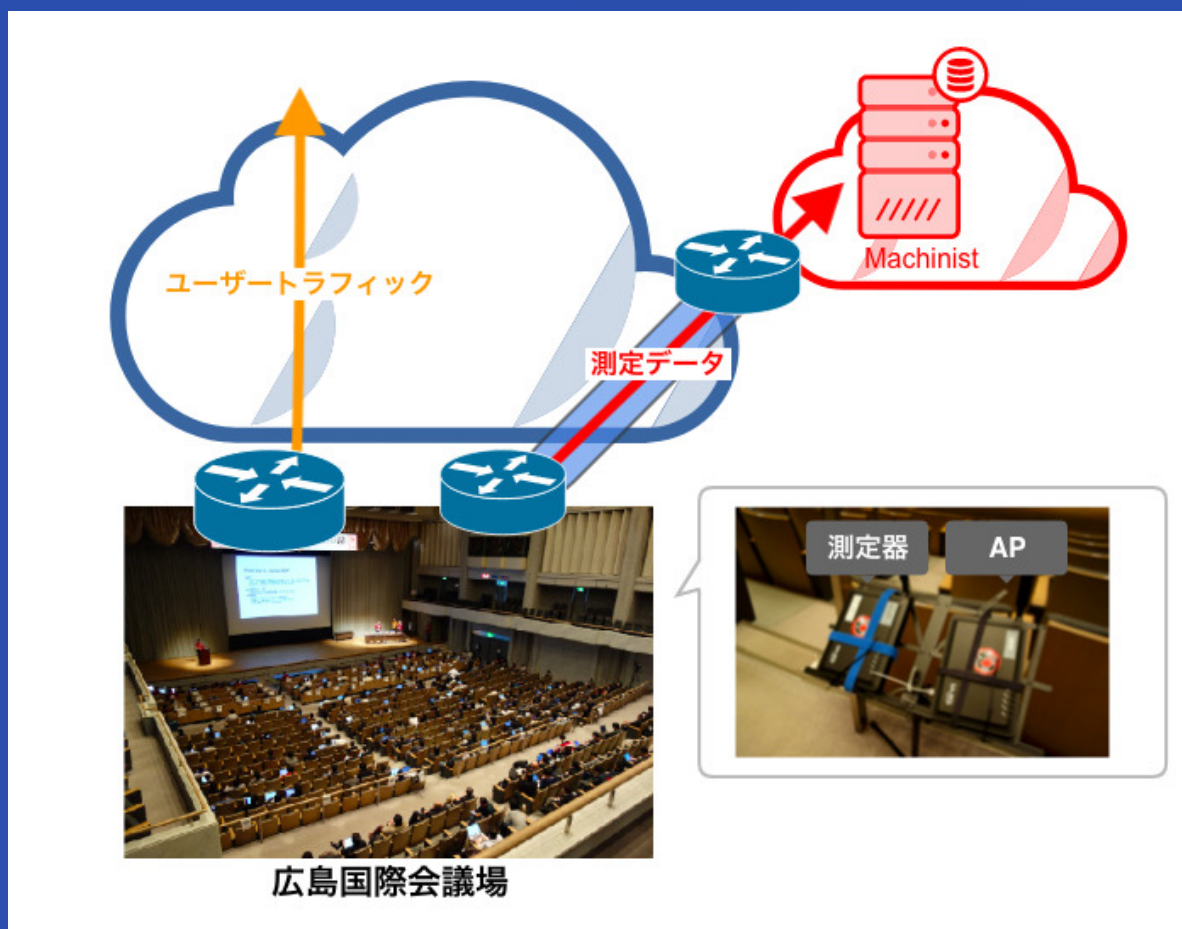 Machinist
ユーザートラフィック
測定データ
測定器
AP
広島国際会議場